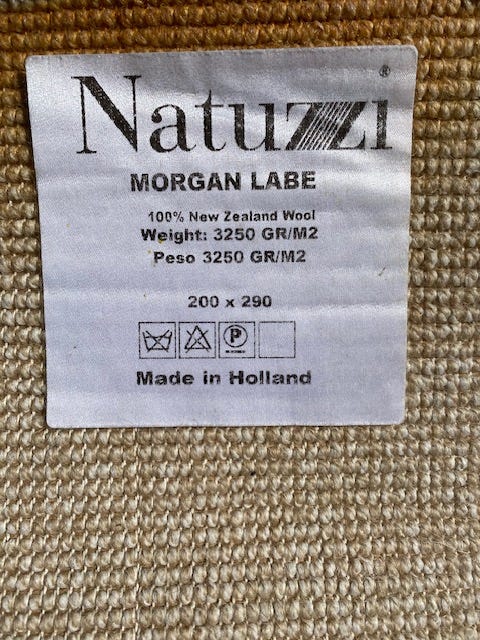 Natuzzi®
MORGAN LABE
100% New Zealand Wool
Weight: 3250 GR/M2
Peso 3250 GR/M2
200 x 290
P
Made in Holland